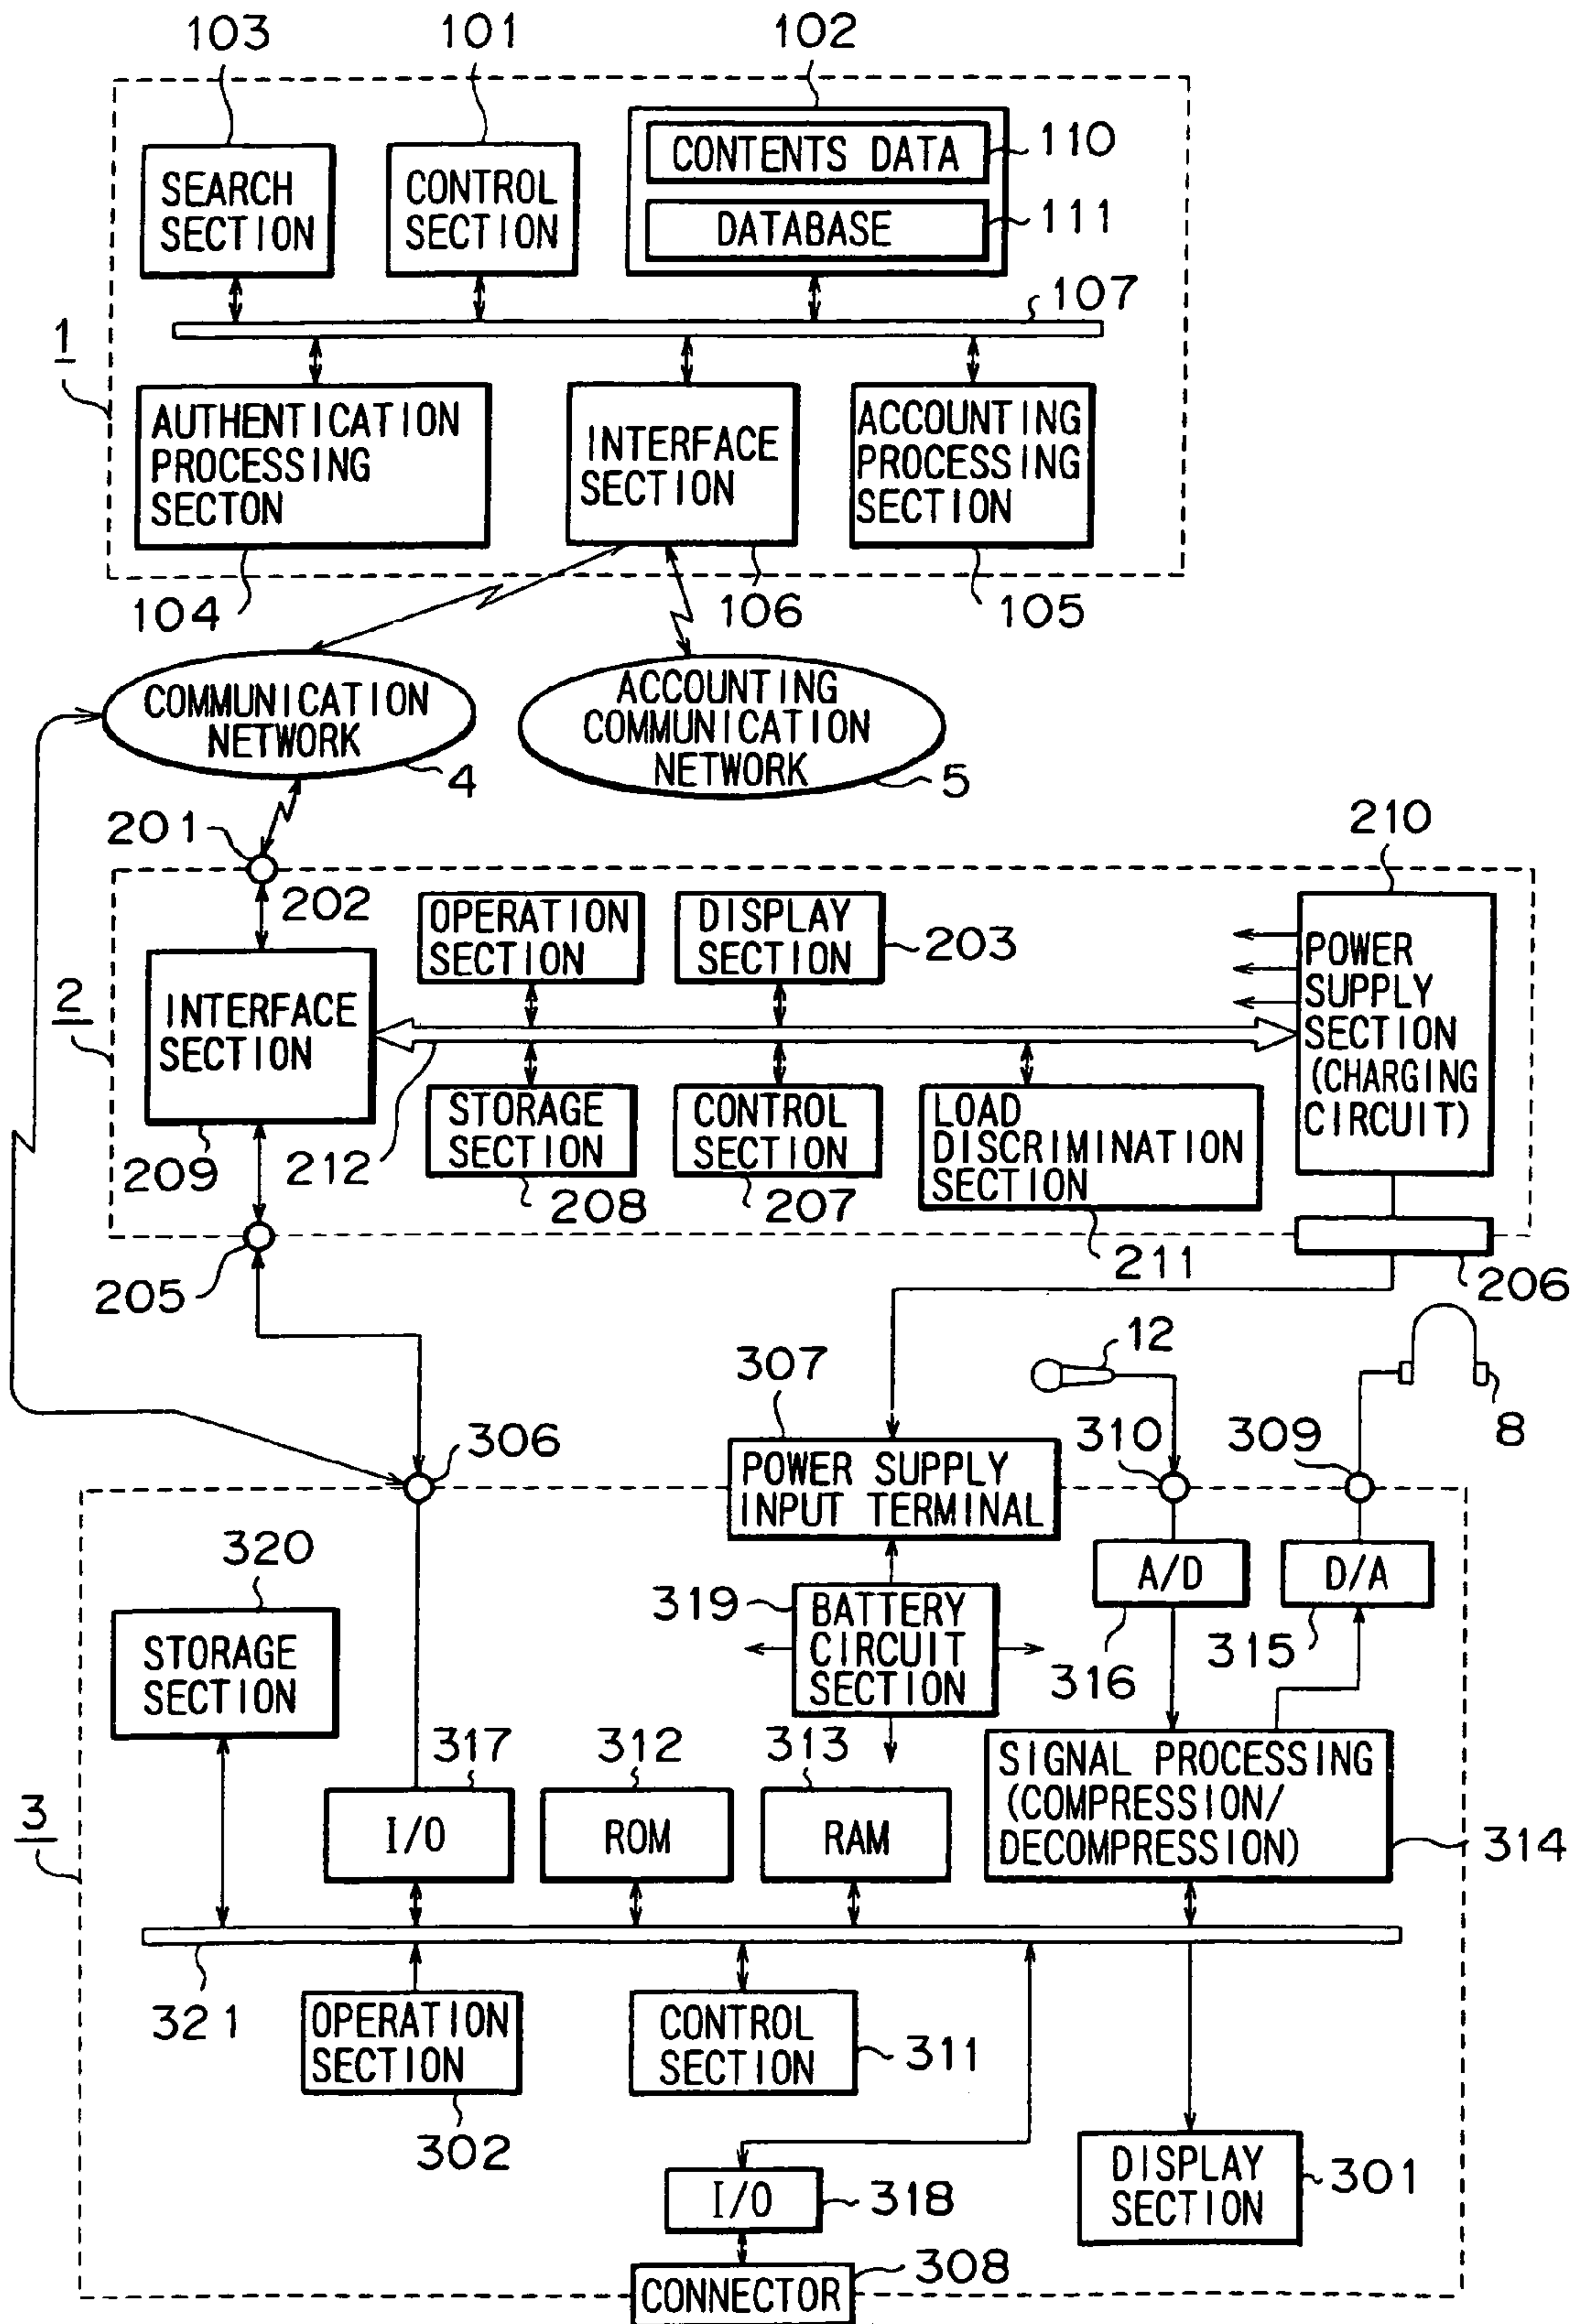 103
101
102
CONTENTS DATA
110
SEARCH
SECTION
CONTROL
SECTION
DATABASE
111
107
1
AUTHENTICATION
PROCESSING
SECTON
INTERFACE
SECTION
ACCOUNTING
PROCESSING
SECTION
104
106
105
COMMUNICATION
NETWORK
4
ACCOUNTING
COMMUNICATION
NETWORK
5
201
202
210
OPERATION
SECTION
DISPLAY
SECTION
203
POWER
SUPPLY
SECTION
(CHARGING
CIRCUIT)
2
INTERFACE
SECTION
STORAGE
SECTION
CONTROL
SECTION
LOAD
DISCRIMINATION
SECTION
209
212
208
207
211
205
206
12
307
8
306
310
309
POWER SUPPLY
INPUT TERMINAL
320
A/D
D/A
319
BATTERY
CIRCUIT
SECTION
STORAGE
SECTION
316
315
317
312
313
SIGNAL PROCESSING
(COMPRESSION/
DECOMPRESSION)
314
3
I/O
ROM
RAM
321
OPERATION
SECTION
CONTROL
SECTION
311
302
DISPLAY
SECTION
301
I/O
318
308
CONNECTOR